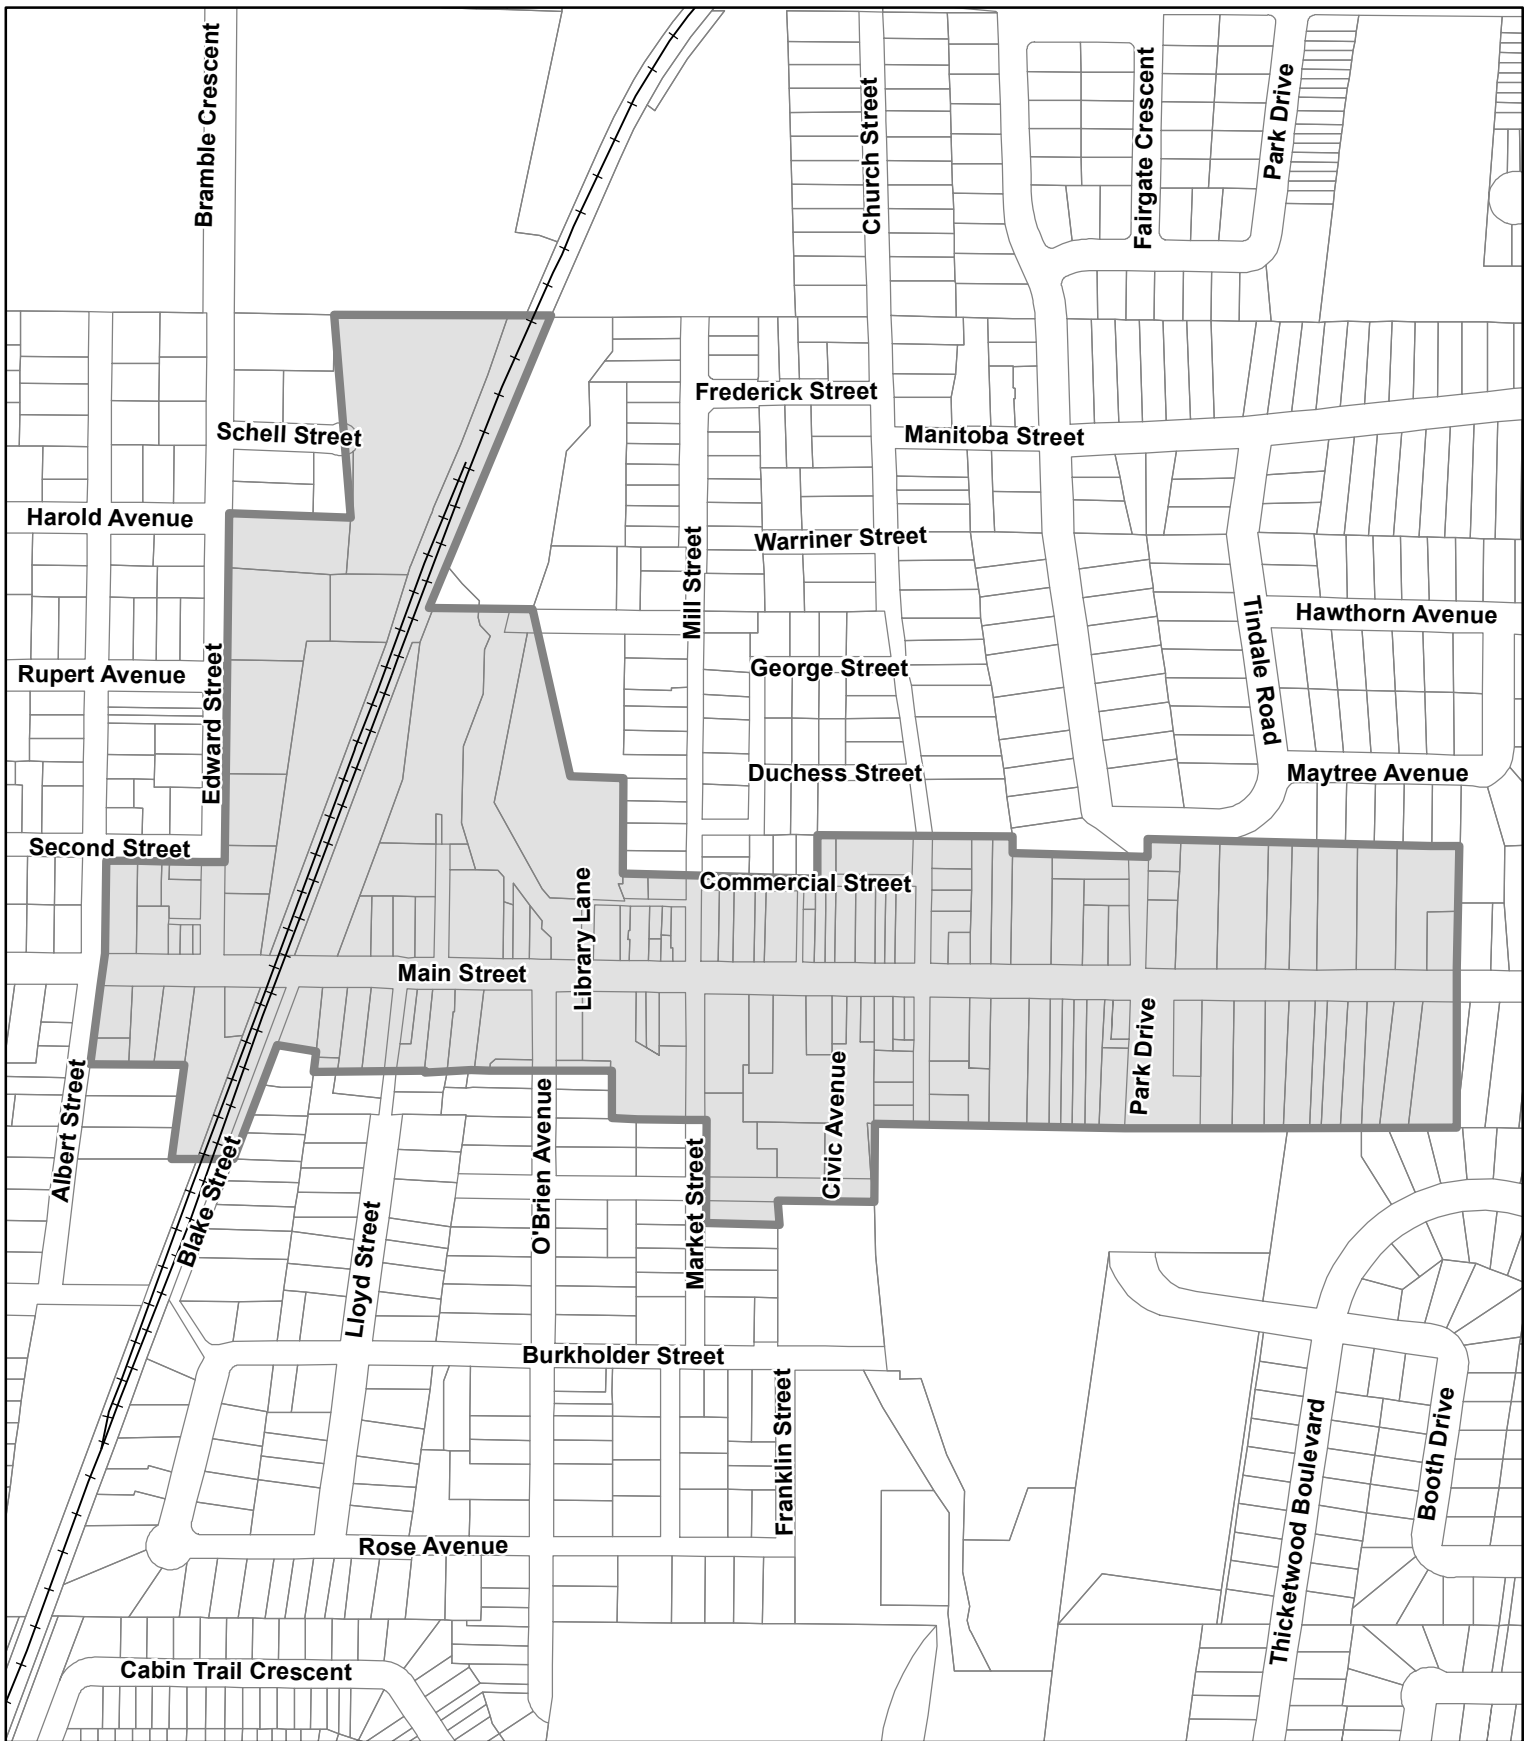 Bramble Crescent
Church Street
Fairgate Crescent
Park Drive
Frederick Street
Schell Street
Manitoba Street
Harold Avenue
Warriner Street
Mill Street
Tindale Road
Hawthorn Avenue
George Street
Rupert Avenue
Edward Street
Duchess Street
Maytree Avenue
Second Street
Commercial Street
Library Lane
Main Street
Park Drive
Civic Avenue
Albert Street
O'Brien Avenue
Market Street
Blake Street
Lloyd Street
Burkholder Street
Franklin Street
Thicketwood Boulevard
Booth Drive
Rose Avenue
Cabin Trail Crescent